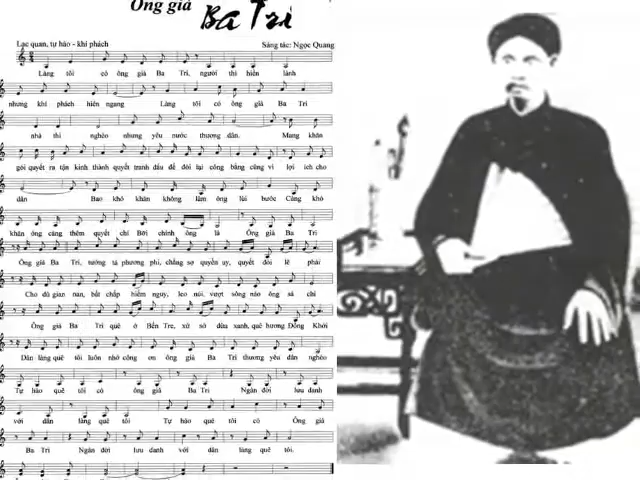 Ông già
Ba Tri
Lạc quan, tự hào - khí phách
Sáng tác: Ngọc Quang
Làng tôi có ông già Ba Tri, người thì hiền lành
nhưng khí phách hiên ngang Làng tôi có ông già Ba Tri
nhà thì nghèo nhưng yêu nước thương dân. Mang khăn
gói quyết ra tận kinh thành quyết tranh đấu để đòi lại công bằng cũng vì lợi ích cho
dân Bao khó khăn không làm ông lùi bước Càng khó
khăn ông càng thêm quyết chí Bởi chính ông là Ông già Ba Tri
Ông già Ba Tri, tướng tá phương phi, chẳng sợ quyền uy, quyết đòi lẽ phải
Cho dù gian nan, bất chấp hiểm nguy, leo núi, vượt sông nào ông sá chi
Ông già Ba Tri quê ở Bến Tre, xứ sở dừa xanh, quê hương Đồng Khởi
Dân làng quê tôi luôn nhớ công ơn ông già Ba Tri thương yêu dân nghèo
Tự hào quê tôi có ông già Ba Tri Ngàn đời lưu danh
với dân làng quê tôi Tự hào quê tôi có Ông già
Ba Tri Ngàn đời lưu danh với dân làng quê tôi.